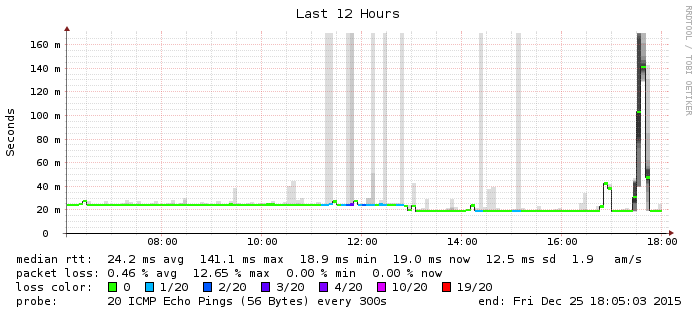 Last 12 Hours
RRDTOOL / TOBI OETIKER
Seconds
160 m
140 m
120 m
100 m
80 m
60 m
40 m
20 m
0
08:00 10:00 12:00 14:00 16:00 18:00
median rtt: 24.2 ms avg 141.1 ms max 18.9 ms min 19.0 ms now 12.5 ms sd 1.9 am/s
packet loss: 0.46 % avg 12.65 % max 0.00 % min 0.00 % now
loss color: 0 1/20 2/20 3/20 4/20 10/20 19/20
probe: 20 ICMP Echo Pings (56 Bytes) every 300s end: Fri Dec 25 18:05:03 2015